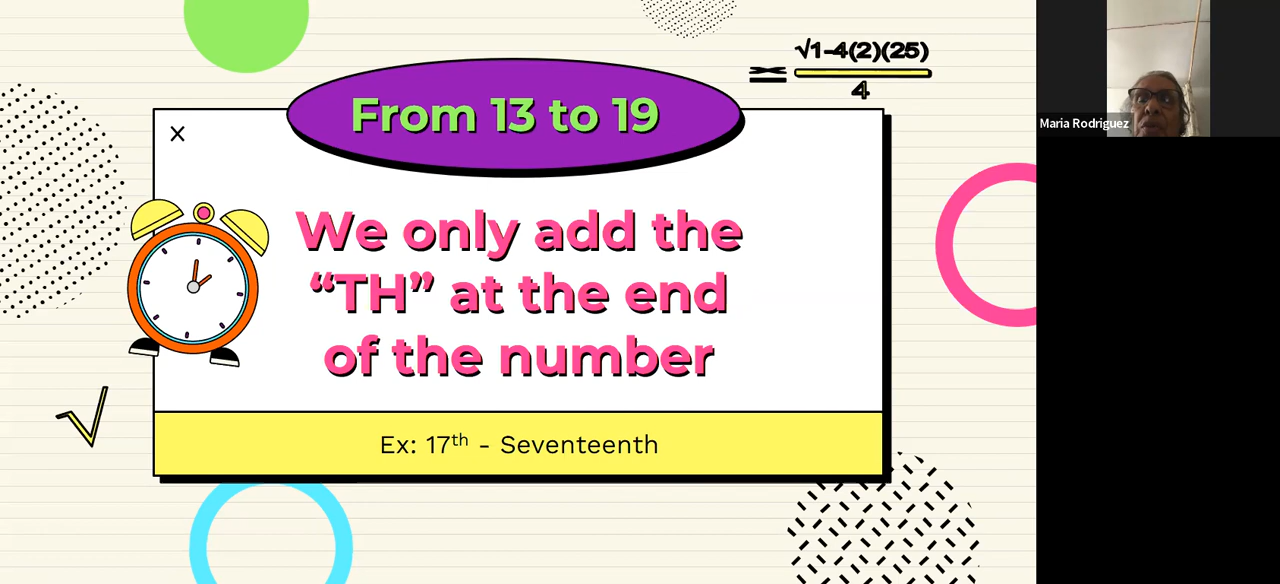 √1-4(2)(25)
=
4
From 13 to 19
X
We only add the
“TH” at the end
of the number
√
Ex: 17th - Seventeenth
Maria Rodriguez